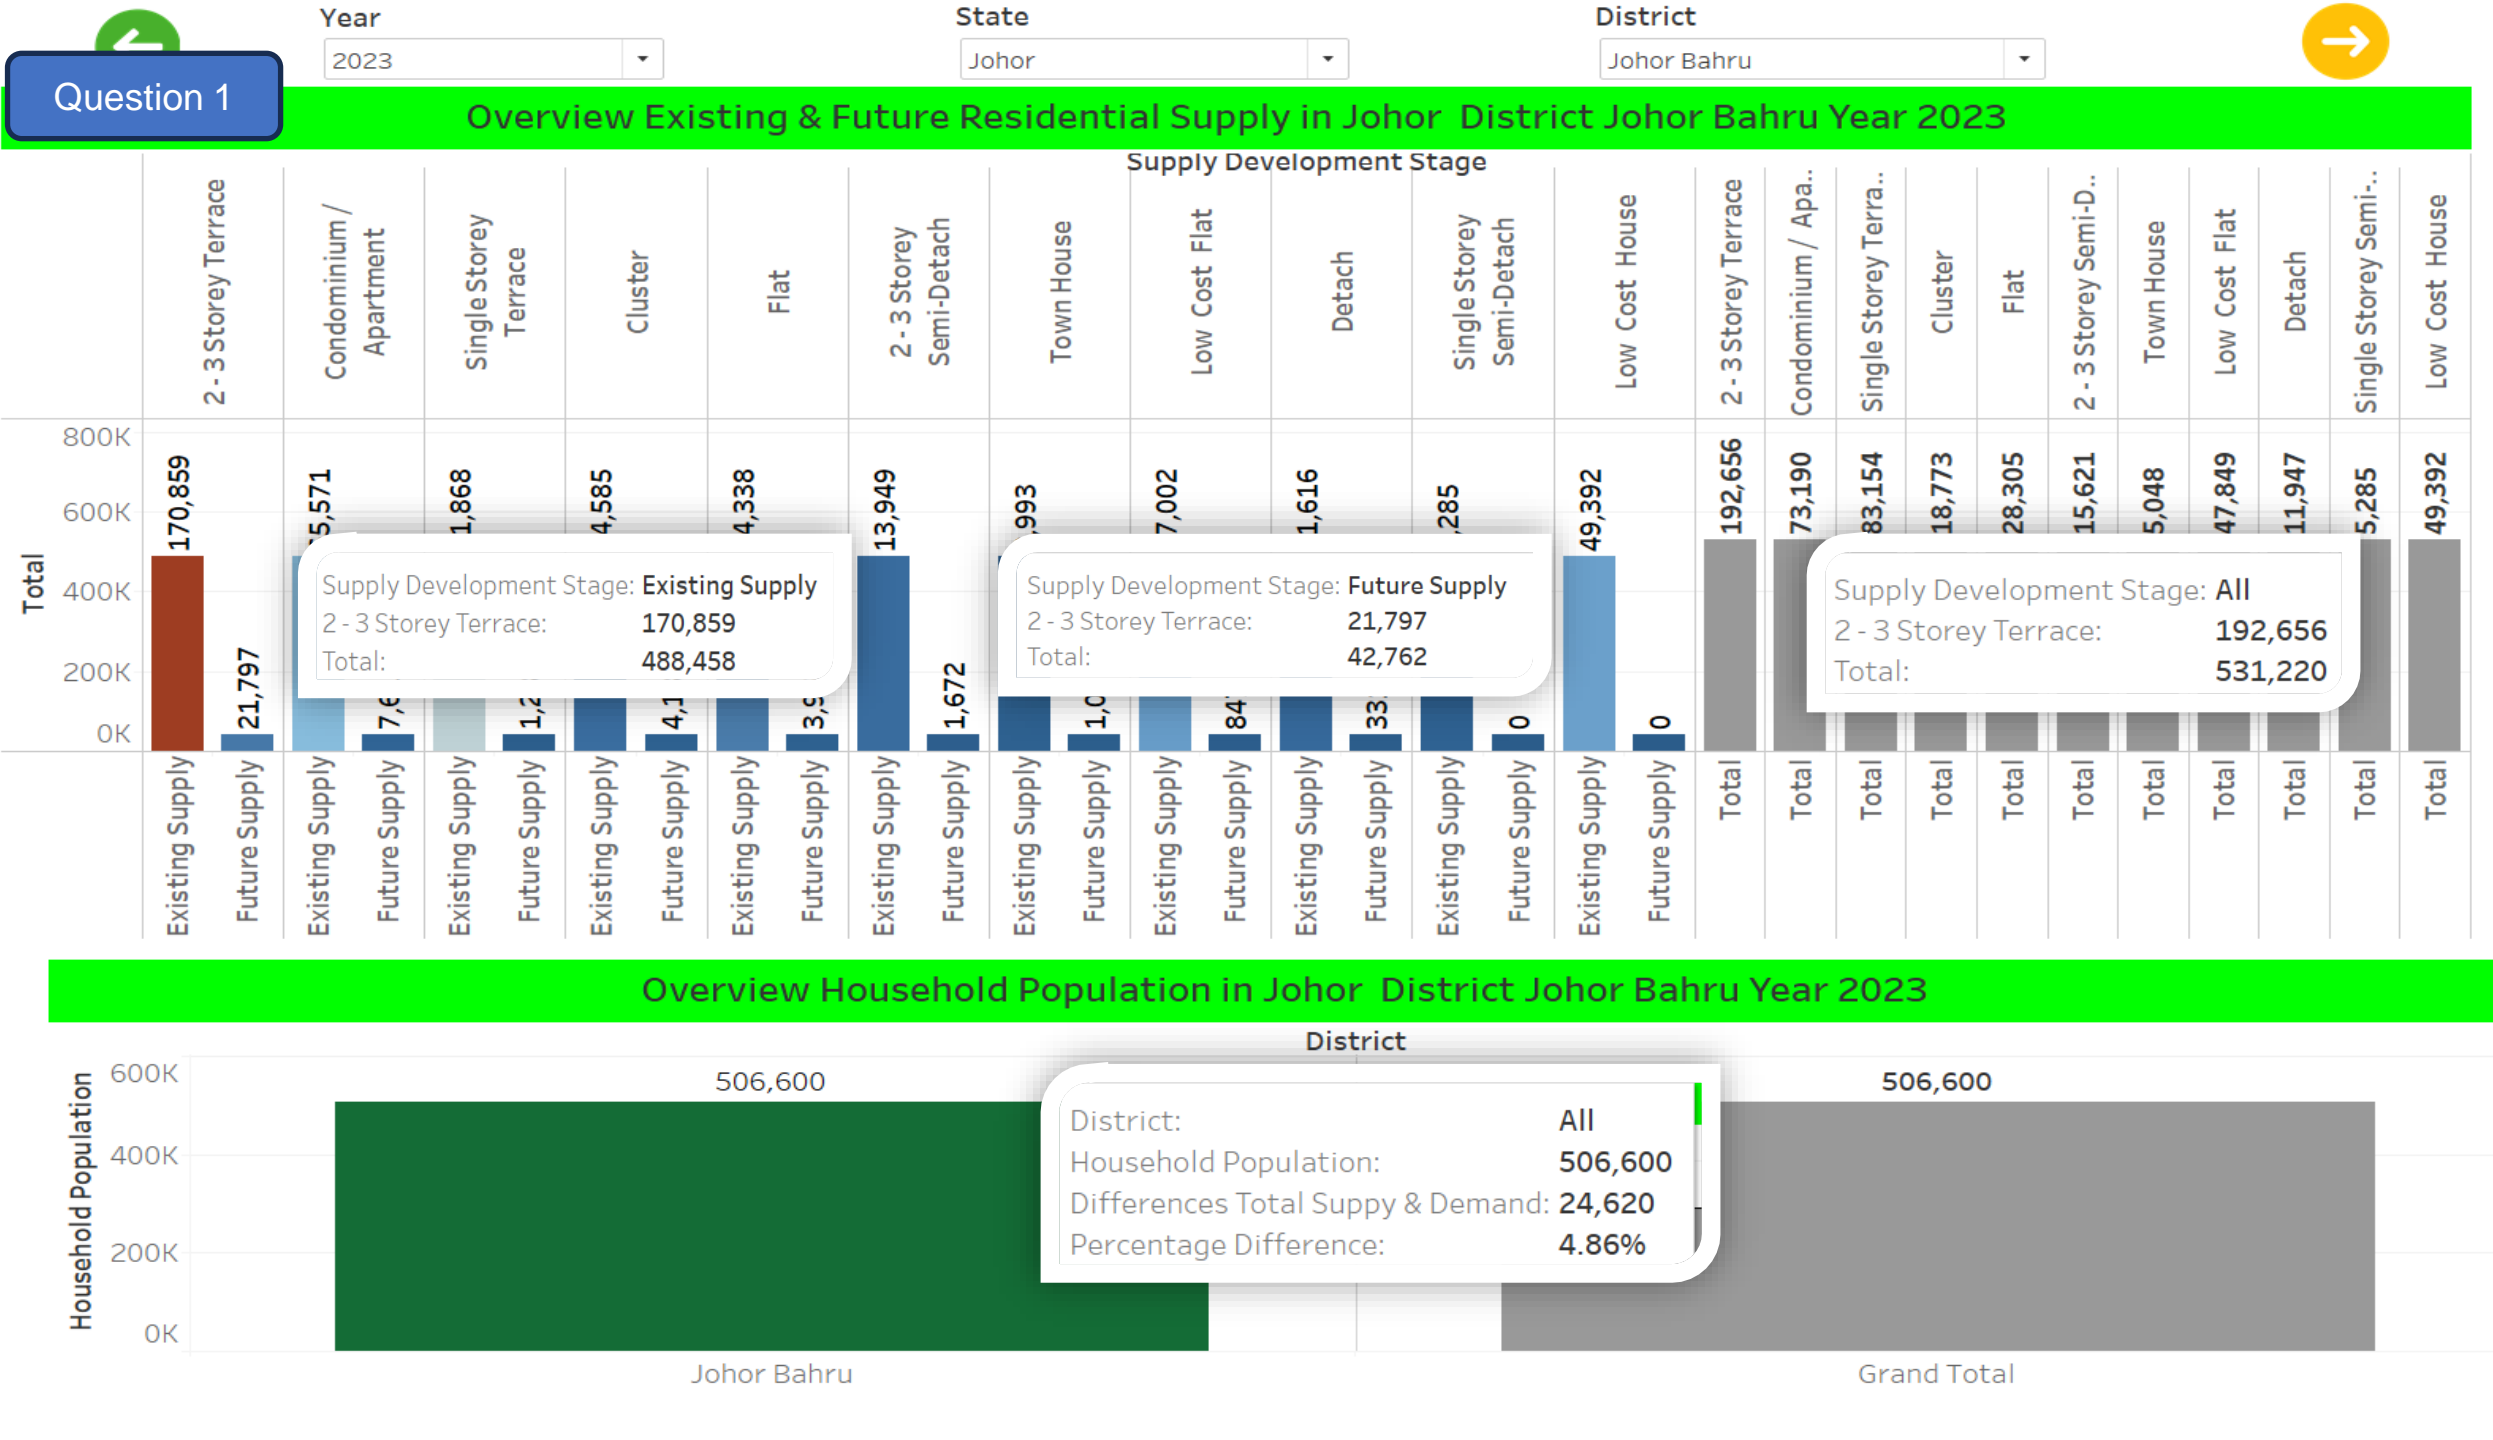 Year
State
District
2023
Johor
Johor Bahru
Question 1
Overview Existing & Future Residential Supply in Johor District Johor Bahru Year 2023
Supply Development Stage
2 - 3 Storey Terrace
Condominium /
Apartment
Single Storey
Terrace
Cluster
Flat
2 - 3 Storey
Semi-Detach
Town House
Low Cost Flat
Detach
Single Storey
Semi-Detach
Low Cost House
2 - 3 Storey Terrace
Condominium / Apa..
Single Storey Terra..
Cluster
Flat
2 - 3 Storey Semi-D..
Town House
Low Cost Flat
Detach
Single Storey Semi-..
Low Cost House
Total
800K
600K
400K
200K
0K
170,859
21,797
13,949
1,672
0
49,392
0
192,656
73,190
83,154
18,773
28,305
15,621
5,048
47,849
11,947
5,285
49,392
Supply Development Stage: Existing Supply
2 - 3 Storey Terrace: 170,859
Total: 488,458
Supply Development Stage: Future Supply
2 - 3 Storey Terrace: 21,797
Total: 42,762
Supply Development Stage: All
2 - 3 Storey Terrace: 192,656
Total: 531,220
Existing Supply
Future Supply
Existing Supply
Future Supply
Existing Supply
Future Supply
Existing Supply
Future Supply
Existing Supply
Future Supply
Existing Supply
Future Supply
Existing Supply
Future Supply
Existing Supply
Future Supply
Existing Supply
Future Supply
Existing Supply
Future Supply
Existing Supply
Future Supply
Total
Total
Total
Total
Total
Total
Total
Total
Total
Total
Total
Overview Household Population in Johor District Johor Bahru Year 2023
District
Household Population
600K
400K
200K
0K
506,600
506,600
District: All
Household Population: 506,600
Differences Total Suppy & Demand: 24,620
Percentage Difference: 4.86%
Johor Bahru
Grand Total